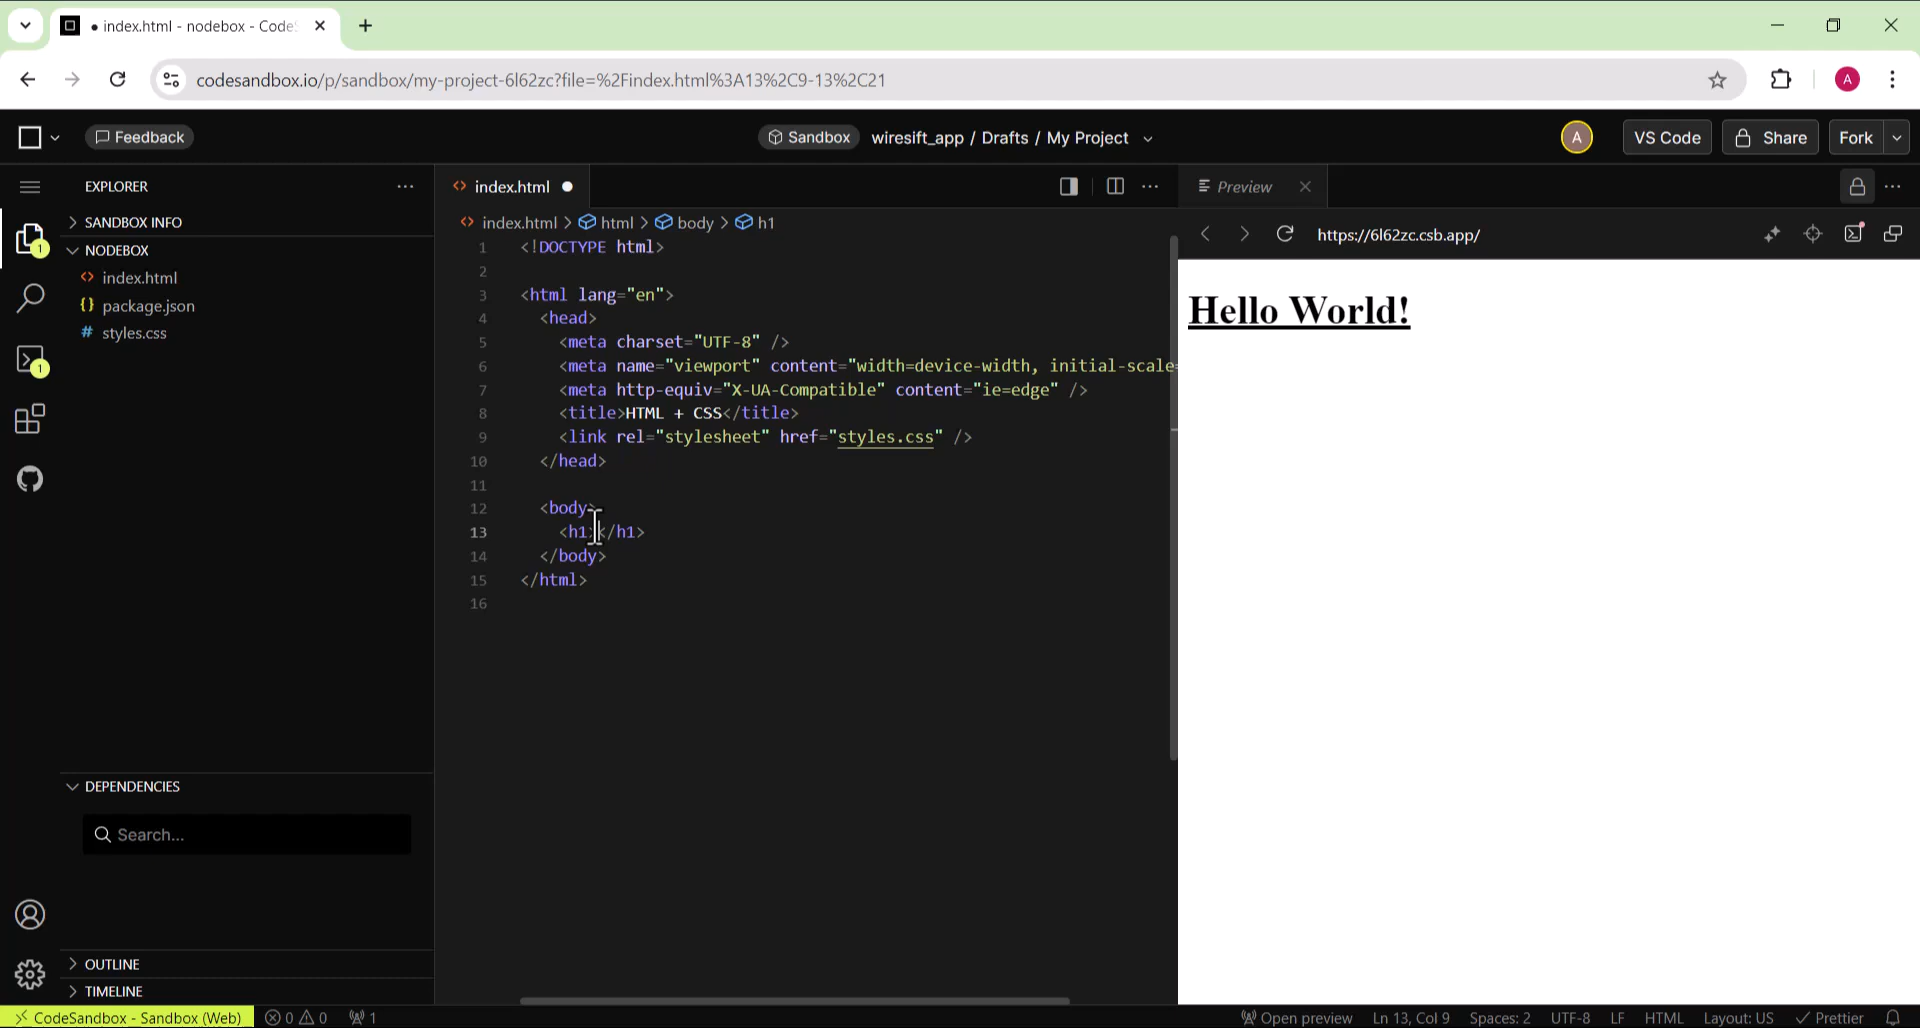 index.html - nodebox - Code
codesandbox.io/p/sandbox/my-project-6l62zc?file=%2Findex.html%3A13%2C9-13%2C21
A
Feedback
Sandbox
wiresift_app / Drafts / My Project
A
VS Code
Share
Fork
EXPLORER
index.html
Preview
SANDBOX INFO
NODEBOX
index.html
package.json
styles.css
1
1
index.html > html > body > h1
https://6l62zc.csb.app/
1 <!DOCTYPE html>
2
3 <html lang="en">
4 <head>
5 <meta charset="UTF-8" />
6 <meta name="viewport" content="width=device-width, initial-scale=
7 <meta http-equiv="X-UA-Compatible" content="ie=edge" />
8 <title>HTML + CSS</title>
9 <link rel="stylesheet" href="styles.css" />
10 </head>
11
12 <body>
13 <h1></h1>
14 </body>
15 </html>
16
Hello World!
DEPENDENCIES
Search...
OUTLINE
TIMELINE
CodeSandbox - Sandbox (Web)
0 0
1
Open preview
Ln 13, Col 9
Spaces: 2
UTF-8
LF
HTML
Layout: US
Prettier